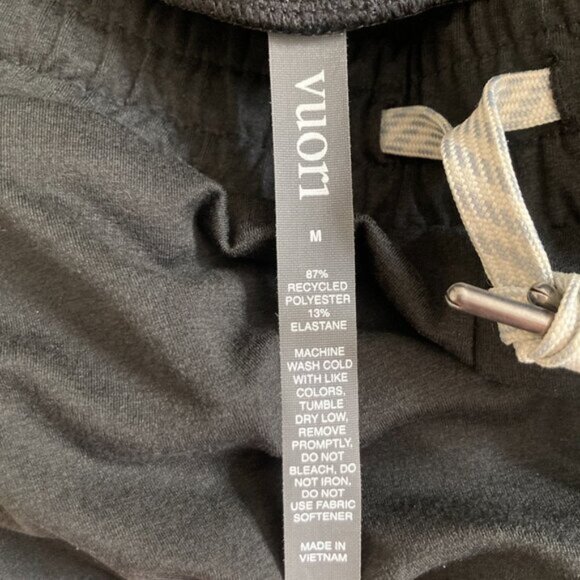 vuori
M
87%
RECYCLED
POLYESTER
13%
ELASTANE
MACHINE
WASH COLD
WITH LIKE
COLORS,
TUMBLE
DRY LOW,
REMOVE
PROMPTLY,
DO NOT
BLEACH, DO
NOT IRON,
DO NOT
USE FABRIC
SOFTENER
MADE IN
VIETNAM